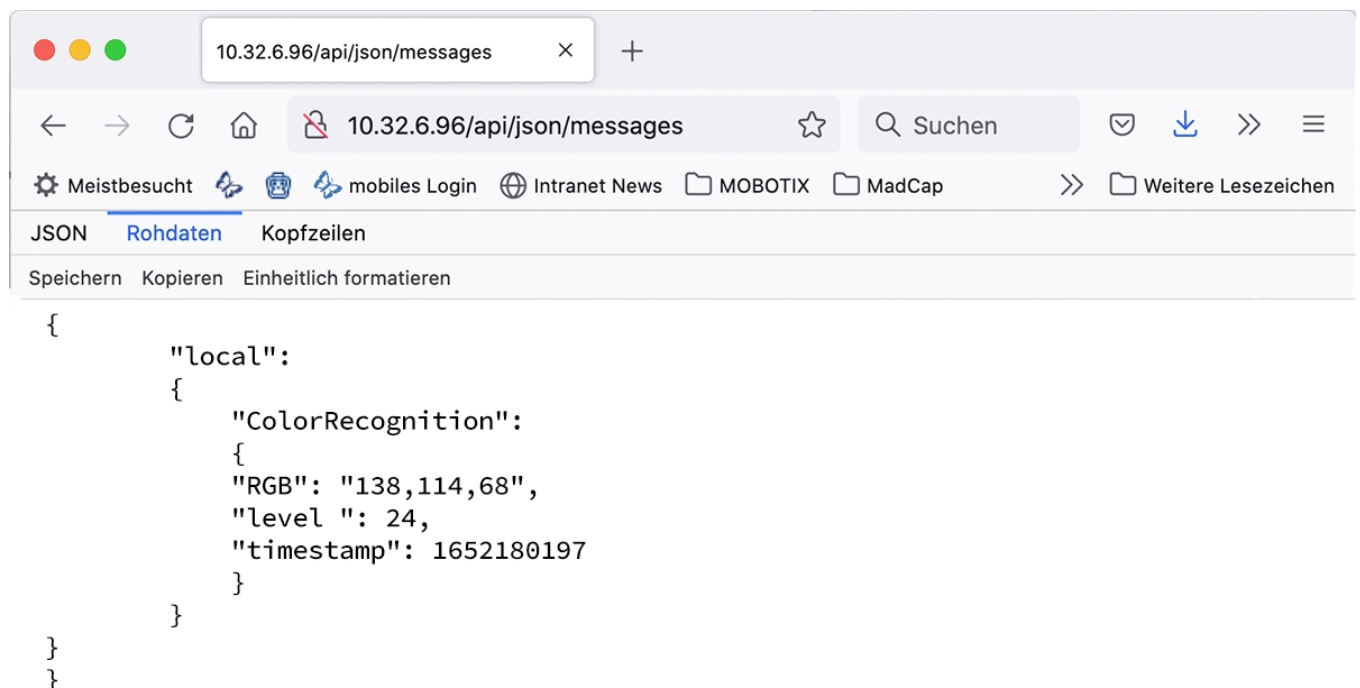 10.32.6.96/api/json/messages
10.32.6.96/api/json/messages Suchen
Meistbesucht mobiles Login Intranet News MOBOTIX MadCap Weitere Lesezeichen
JSON Rohdaten Kopfzeilen
Speichern Kopieren Einheitlich formatieren
{
"local":
{
"ColorRecognition":
{
"RGB": "138,114,68",
"level ": 24,
"timestamp": 1652180197
}
}
}
}